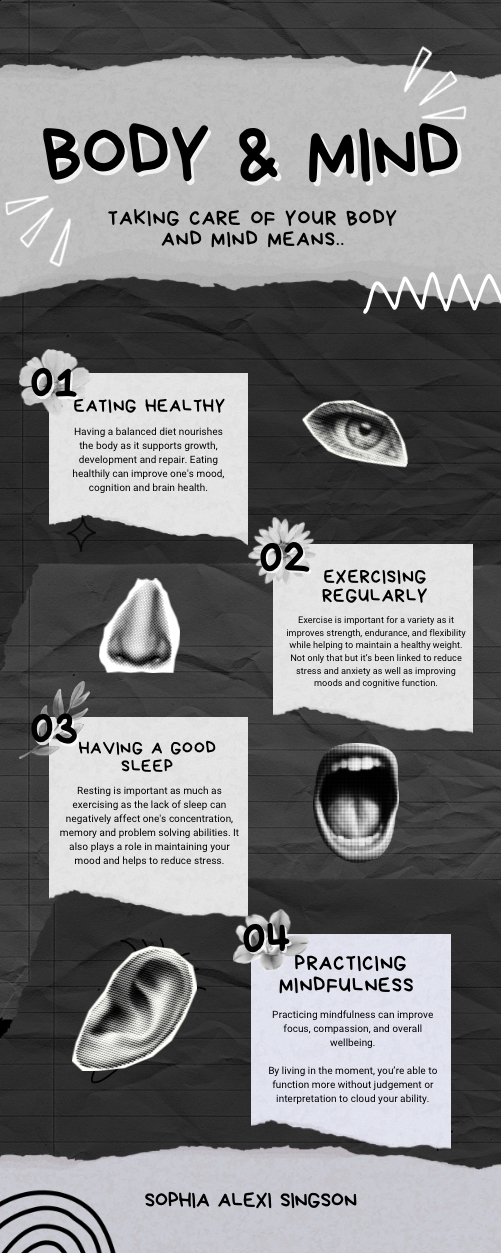 BODY & MIND
TAKING CARE OF YOUR BODY
AND MIND MEANS..
01
EATING HEALTHY
Having a balanced diet nourishes
the body as it supports growth,
development and repair. Eating
healthily can improve one's mood,
cognition and brain health.
02
EXERCISING
REGULARLY
Exercise is important for a variety as it
improves strength, endurance, and flexibility
while helping to maintain a healthy weight.
Not only that but it's been linked to reduce
stress and anxiety as well as improving
moods and cognitive function.
03
HAVING A GOOD
SLEEP
Resting is important as much as
exercising as the lack of sleep can
negatively affect one's concentration,
memory and problem solving abilities. It
also plays a role in maintaining your
mood and helps to reduce stress.
04
PRACTICING
MINDFULNESS
Practicing mindfulness can improve
focus, compassion, and overall
wellbeing.
By living in the moment, you're able to
function more without judgement or
interpretation to cloud your ability.
SOPHIA ALEXI SINGSON